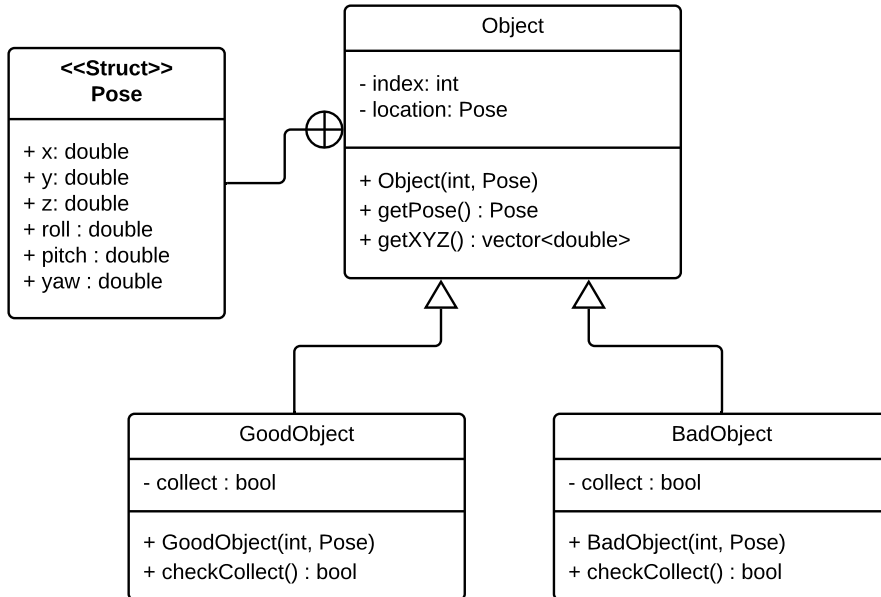 <<Struct>>
Pose
+ x: double
+ y: double
+ z: double
+ roll : double
+ pitch : double
+ yaw : double
Object
- index: int
- location: Pose
+ Object(int, Pose)
+ getPose() : Pose
+ getXYZ() : vector<double>
GoodObject
- collect : bool
+ GoodObject(int, Pose)
+ checkCollect() : bool
BadObject
- collect : bool
+ BadObject(int, Pose)
+ checkCollect() : bool